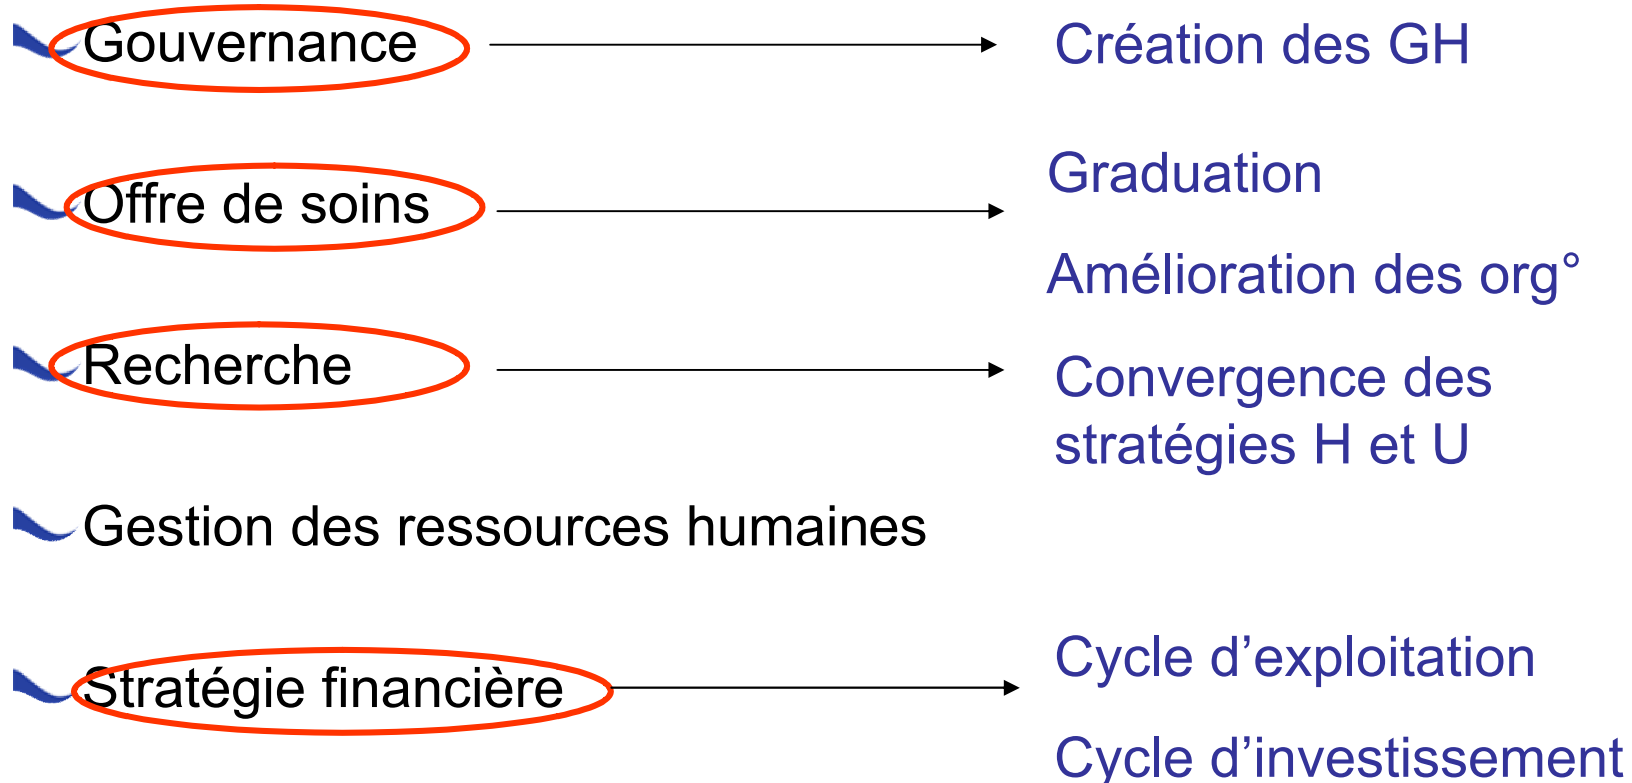 Gouvernance
Création des GH
Offre de soins
Graduation
Amélioration des org°
Recherche
Convergence des
stratégies H et U
Gestion des ressources humaines
Stratégie financière
Cycle d’exploitation
Cycle d’investissement